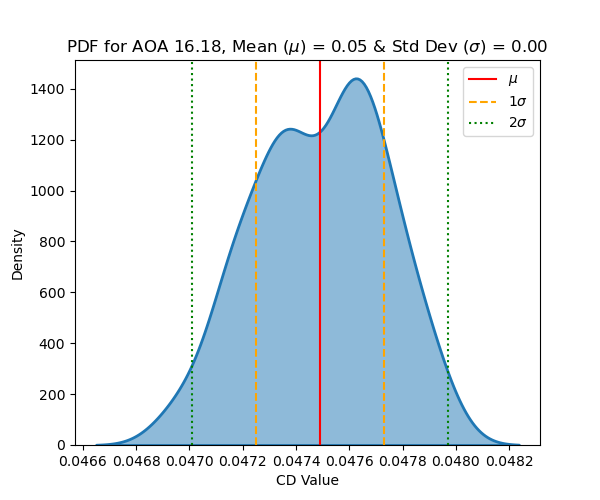 PDF for AOA 16.18, Mean (μ) = 0.05 & Std Dev (σ) = 0.00
μ
1σ
2σ
Density
1400
1200
1000
800
600
400
200
0
0.0466 0.0468 0.0470 0.0472 0.0474 0.0476 0.0478 0.0480 0.0482
CD Value